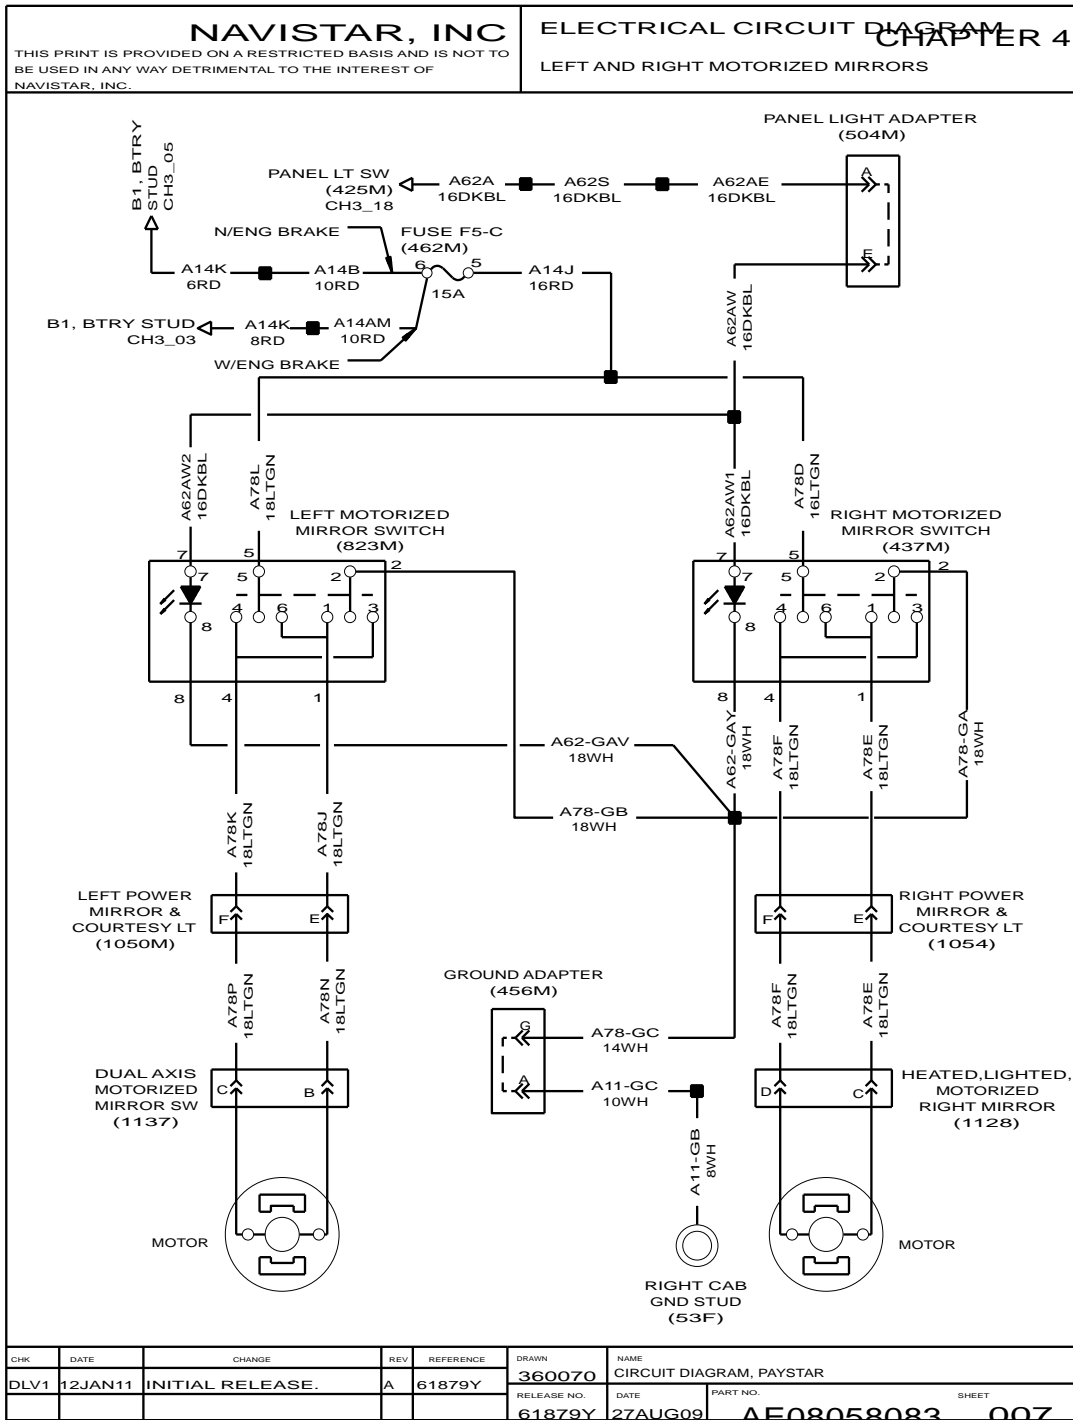 NAVISTAR, INC
THIS PRINT IS PROVIDED ON A RESTRICTED BASIS AND IS NOT TO
BE USED IN ANY WAY DETRIMENTAL TO THE INTEREST OF
NAVISTAR, INC.
ELECTRICAL CIRCUIT DIAGRAM
CHAPTER 4
LEFT AND RIGHT MOTORIZED MIRRORS
PANEL LIGHT ADAPTER
(504M)
A
E
B1, BTRY
STUD
CH3_05
PANEL LT SW
(425M)
CH3_18
A62A
16DKBL
A62S
16DKBL
A62AE
16DKBL
N/ENG BRAKE
FUSE F5-C
(462M)
6
5
15A
A14K
6RD
A14B
10RD
A14J
16RD
B1, BTRY STUD
CH3_03
A14K
8RD
A14AM
10RD
W/ENG BRAKE
A62AW
16DKBL
A62AW2
16DKBL
A78L
18LTGN
A62AW1
16DKBL
A78D
16LTGN
LEFT MOTORIZED
MIRROR SWITCH
(823M)
7
5
2
7
5
2
4
6
1
3
8
8
4
1
RIGHT MOTORIZED
MIRROR SWITCH
(437M)
7
5
2
7
5
2
4
6
1
3
8
8
4
1
A62-GAV
18WH
A78-GB
18WH
A62-GAY
18WH
A78F
18LTGN
A78E
18LTGN
A78-GA
18WH
A78K
18LTGN
A78J
18LTGN
LEFT POWER
MIRROR &
COURTESY LT
(1050M)
F
E
RIGHT POWER
MIRROR &
COURTESY LT
(1054)
F
E
A78P
18LTGN
A78N
18LTGN
A78F
18LTGN
A78E
18LTGN
GROUND ADAPTER
(456M)
G
A
A78-GC
14WH
A11-GC
10WH
A11-GB
8WH
DUAL AXIS
MOTORIZED
MIRROR SW
(1137)
C
B
HEATED,LIGHTED,
MOTORIZED
RIGHT MIRROR
(1128)
D
C
MOTOR
MOTOR
RIGHT CAB
GND STUD
(53F)
CHK
DATE
CHANGE
REV
REFERENCE
DLV1
12JAN11
INITIAL RELEASE.
A
61879Y
DRAWN
360070
NAME
CIRCUIT DIAGRAM, PAYSTAR
RELEASE NO.
61879Y
DATE
27AUG09
PART NO.
AE08058083
SHEET
007